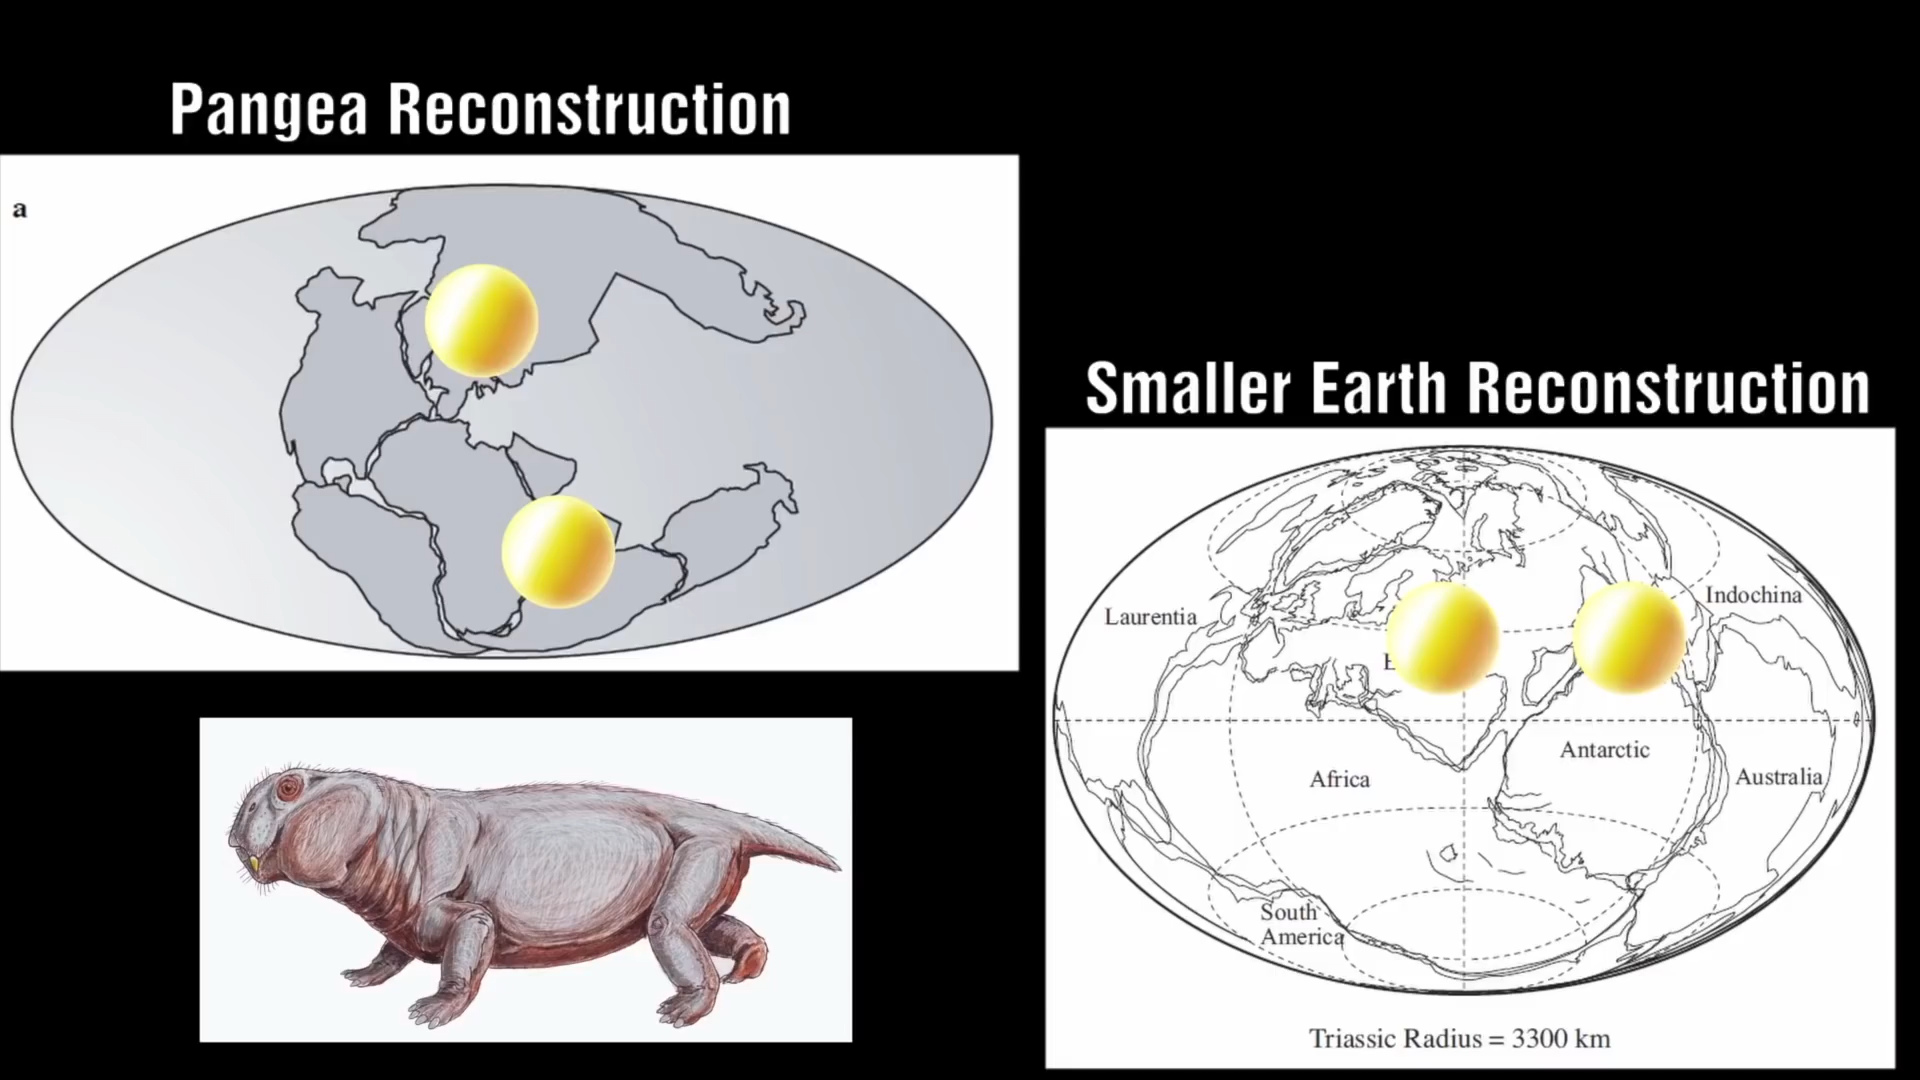 Pangea Reconstruction
a
Smaller Earth Reconstruction
Laurentia
Indochina
E
Africa
Antarctic
Australia
South
America
Triassic Radius = 3300 km